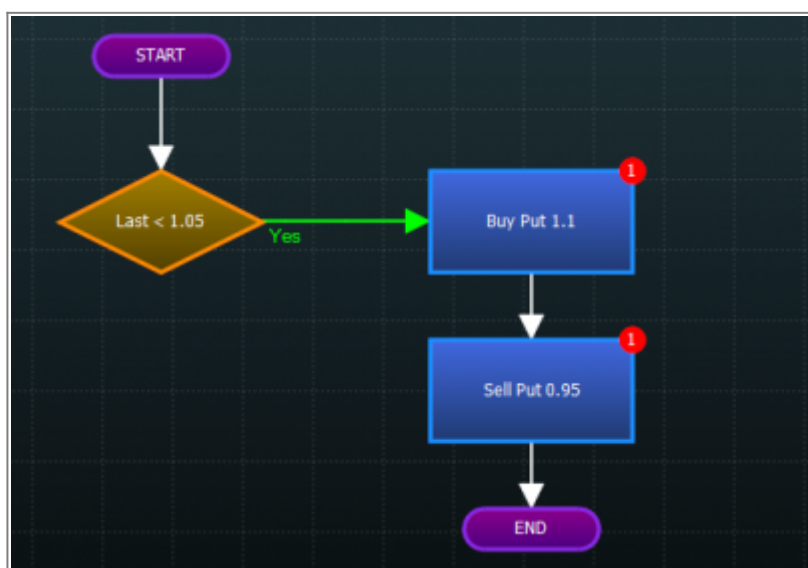 START
Last < 1.05
Yes
1
Buy Put 1.1
1
Sell Put 0.95
END